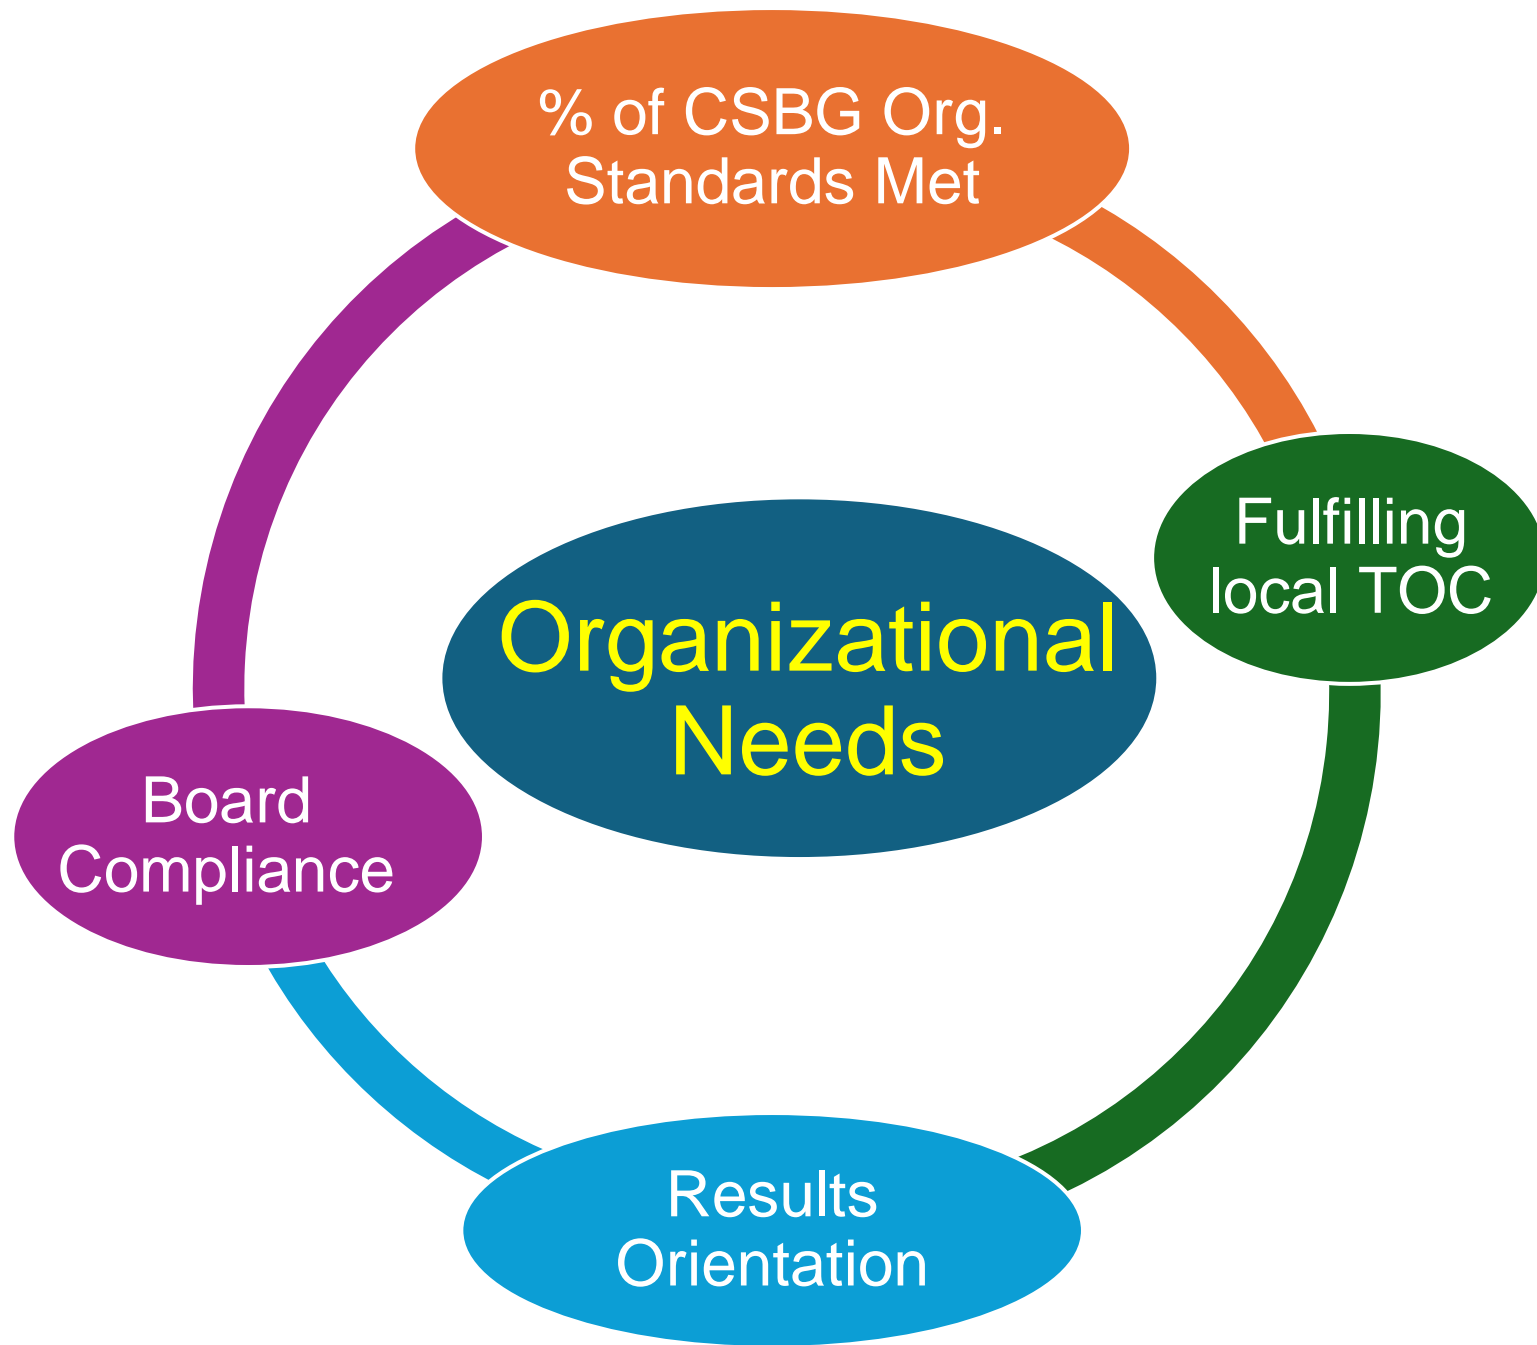 % of CSBG Org.
Standards Met
Fulfilling
local TOC
Organizational
Needs
Board
Compliance
Results
Orientation